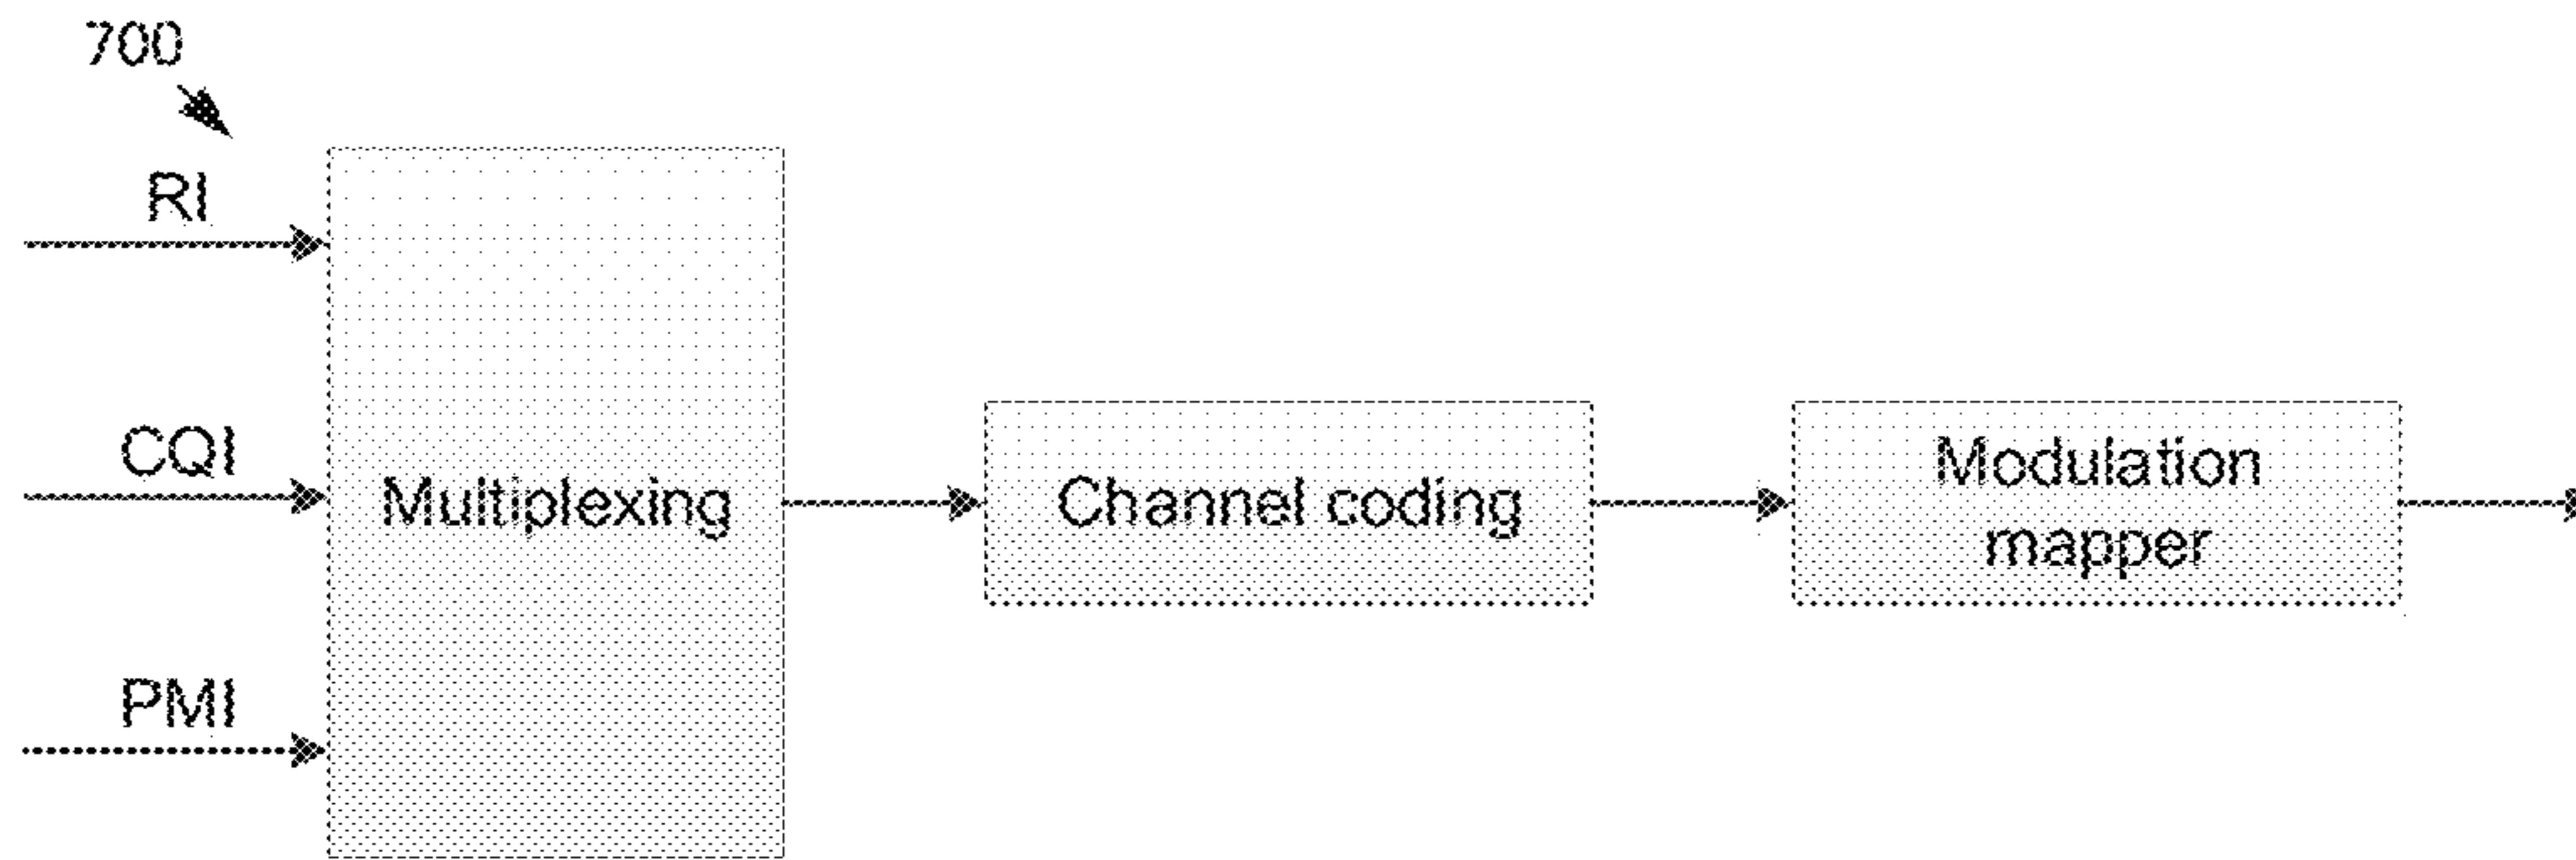 700
RI
CQI
PMI
Multiplexing
Channel coding
Modulation
mapper